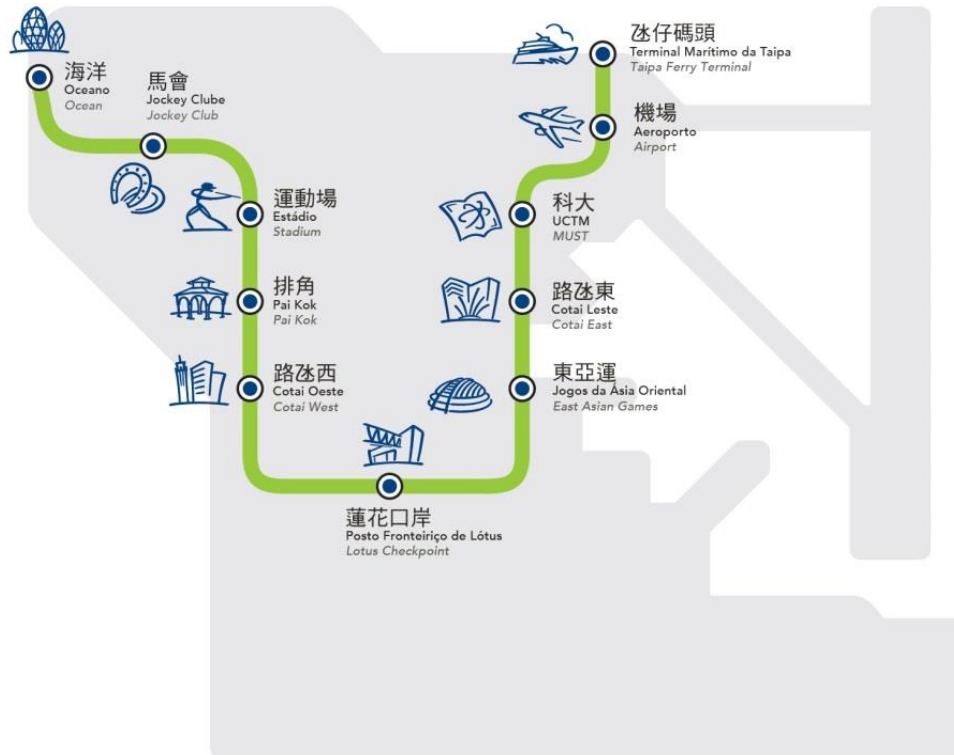 海洋
Oceano
Ocean
馬會
Jockey Clube
Jockey Club
運動場
Estádio
Stadium
排角
Pai Kok
Pai Kok
路氹西
Cotai Oeste
Cotai West
蓮花口岸
Posto Fronteiriço de Lótus
Lotus Checkpoint
東亞運
Jogos da Ásia Oriental
East Asian Games
路氹東
Cotai Leste
Cotai East
科大
UCTM
MUST
機場
Aeroporto
Airport
氹仔碼頭
Terminal Marítimo da Taipa
Taipa Ferry Terminal